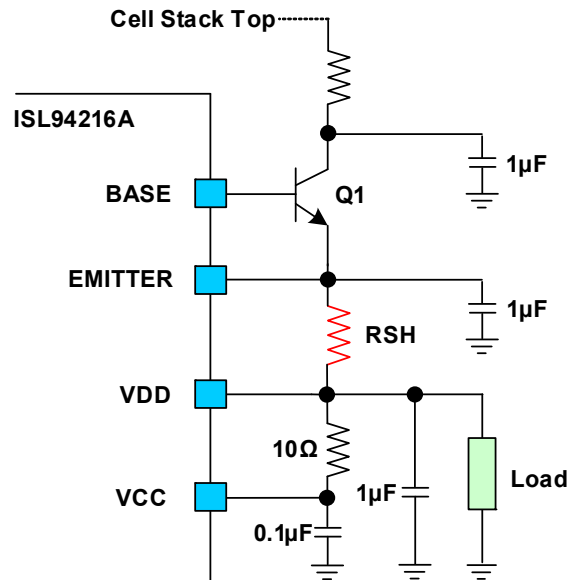 Cell Stack Top
ISL94216A
1µF
BASE
Q1
EMITTER
1µF
RSH
VDD
10Ω
Load
1µF
VCC
0.1µF